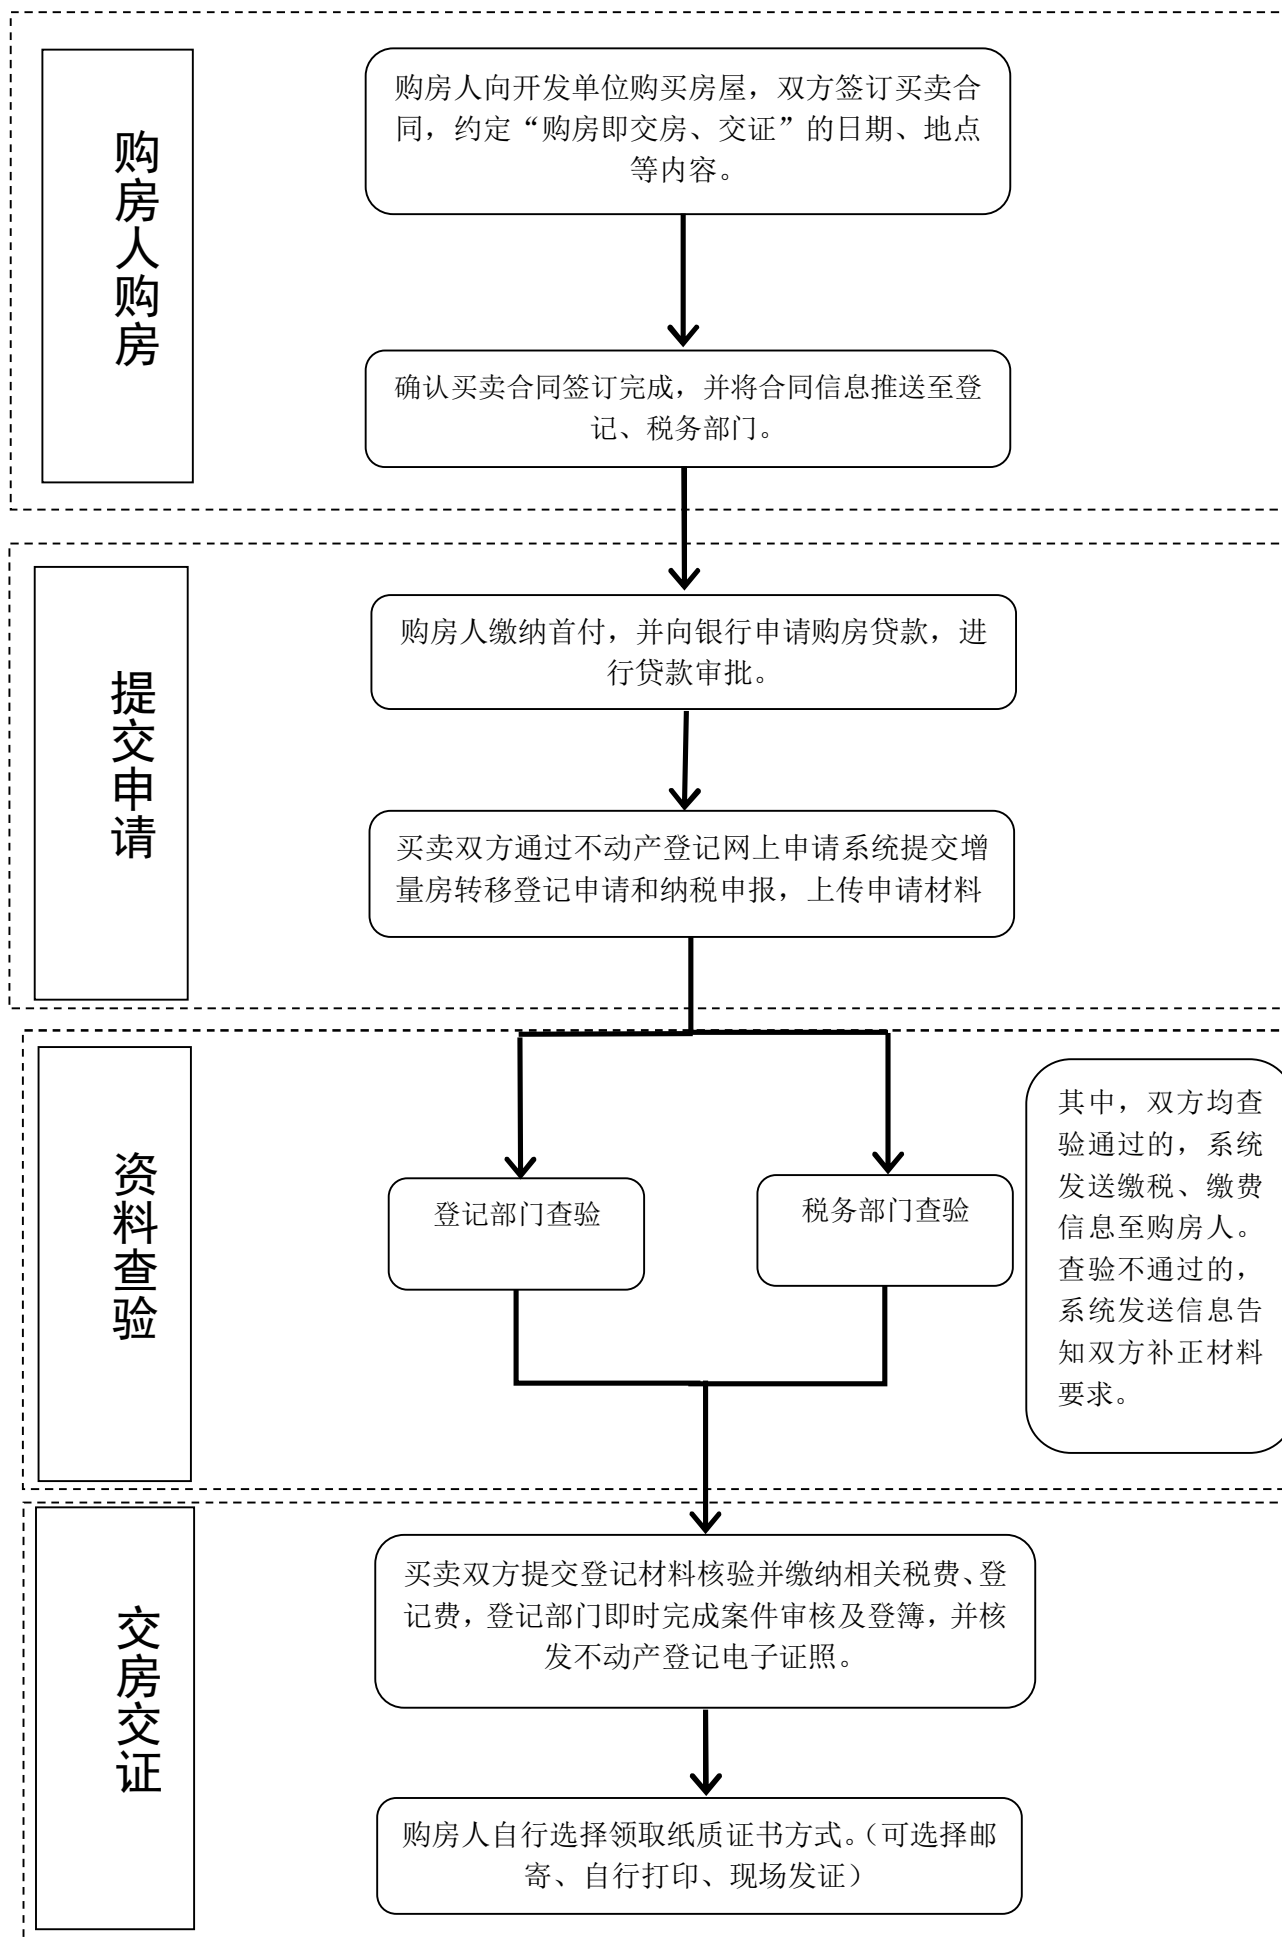 购房人购房
购房人向开发单位购买房屋，双方签订买卖合
同，约定“购房即交房、交证”的日期、地点
等内容。
确认买卖合同签订完成，并将合同信息推送至登
记、税务部门。
提交申请
购房人缴纳首付，并向银行申请购房贷款，进
行贷款审批。
买卖双方通过不动产登记网上申请系统提交增
量房转移登记申请和纳税申报，上传申请材料
资料查验
登记部门查验
税务部门查验
其中，双方均查
验通过的，系统
发送缴税、缴费
信息至购房人。
查验不通过的，
系统发送信息告
知双方补正材料
要求。
交房交证
买卖双方提交登记材料核验并缴纳相关税费、登
记费，登记部门即时完成案件审核及登簿，并核
发不动产登记电子证照。
购房人自行选择领取纸质证书方式。（可选择邮
寄、自行打印、现场发证）